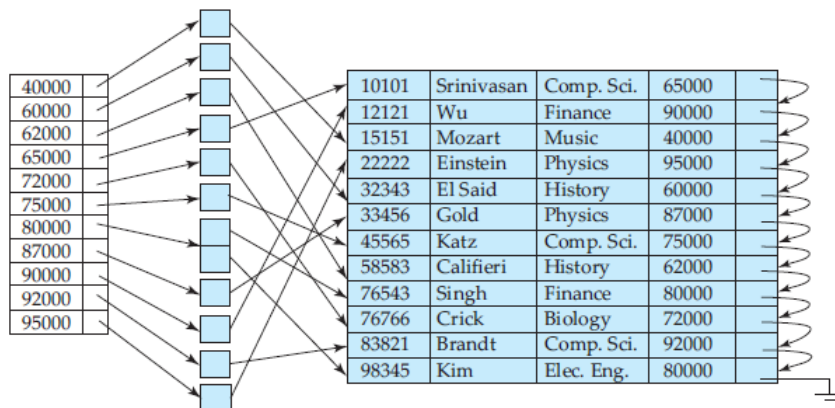 40000
60000
62000
65000
72000
75000
80000
87000
90000
92000
95000
10101 Srinivasan Comp. Sci. 65000
12121 Wu Finance 90000
15151 Mozart Music 40000
22222 Einstein Physics 95000
32343 El Said History 60000
33456 Gold Physics 87000
45565 Katz Comp. Sci. 75000
58583 Califieri History 62000
76543 Singh Finance 80000
76766 Crick Biology 72000
83821 Brandt Comp. Sci. 92000
98345 Kim Elec. Eng. 80000